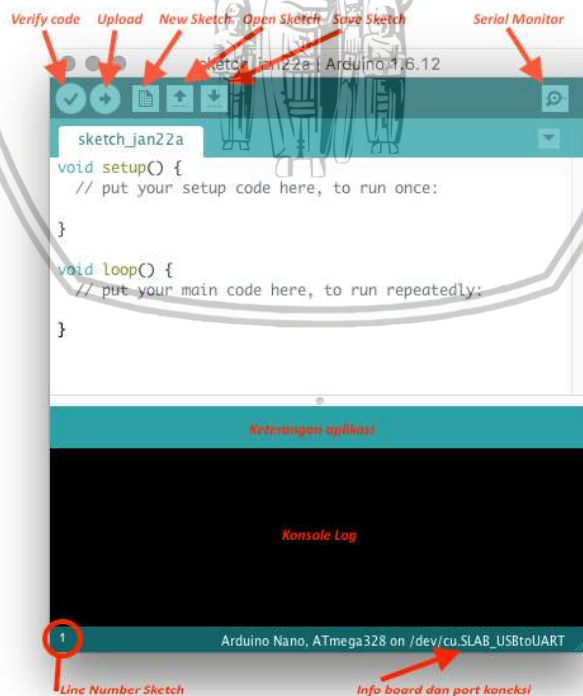 Verify code Upload New Sketch Open Sketch Save Sketch Serial Monitor
sketch_jan22a | Arduino 1.6.12
sketch_jan22a
void setup() {
// put your setup code here, to run once:
}
void loop() {
// put your main code here, to run repeatedly:
}
Keterangan aplikasi
Konsole Log
1
Arduino Nano, ATmega328 on /dev/cu.SLAB_USBtoUART
Line Number Sketch
Info board dan port koneksi